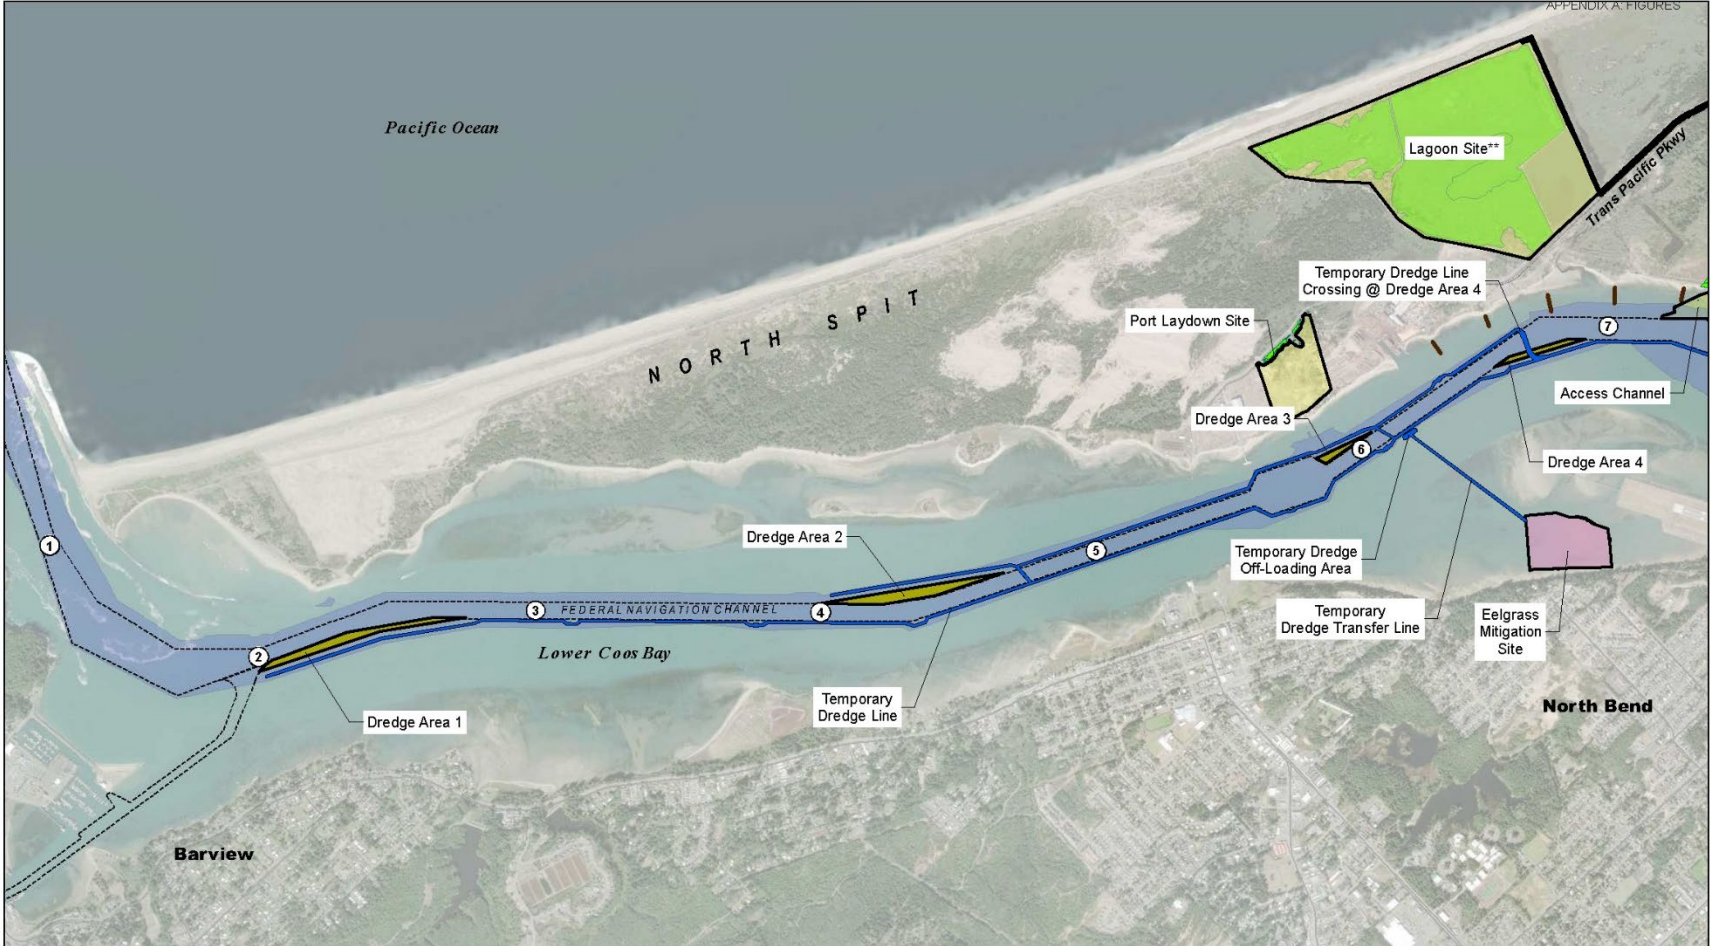 APPENDIX A: FIGURES
Pacific Ocean
Lagoon Site**
Trans Pacific Pkwy
Temporary Dredge Line
Crossing @ Dredge Area 4
NORTH SPIT
Port Laydown Site
7
Access Channel
Dredge Area 3
6
Dredge Area 4
1
Dredge Area 2
5
Temporary Dredge
Off-Loading Area
3
FEDERAL NAVIGATION CHANNEL
4
Temporary
Dredge Transfer Line
Eelgrass
Mitigation
Site
2
Lower Coos Bay
Temporary
Dredge Line
North Bend
Dredge Area 1
Barview